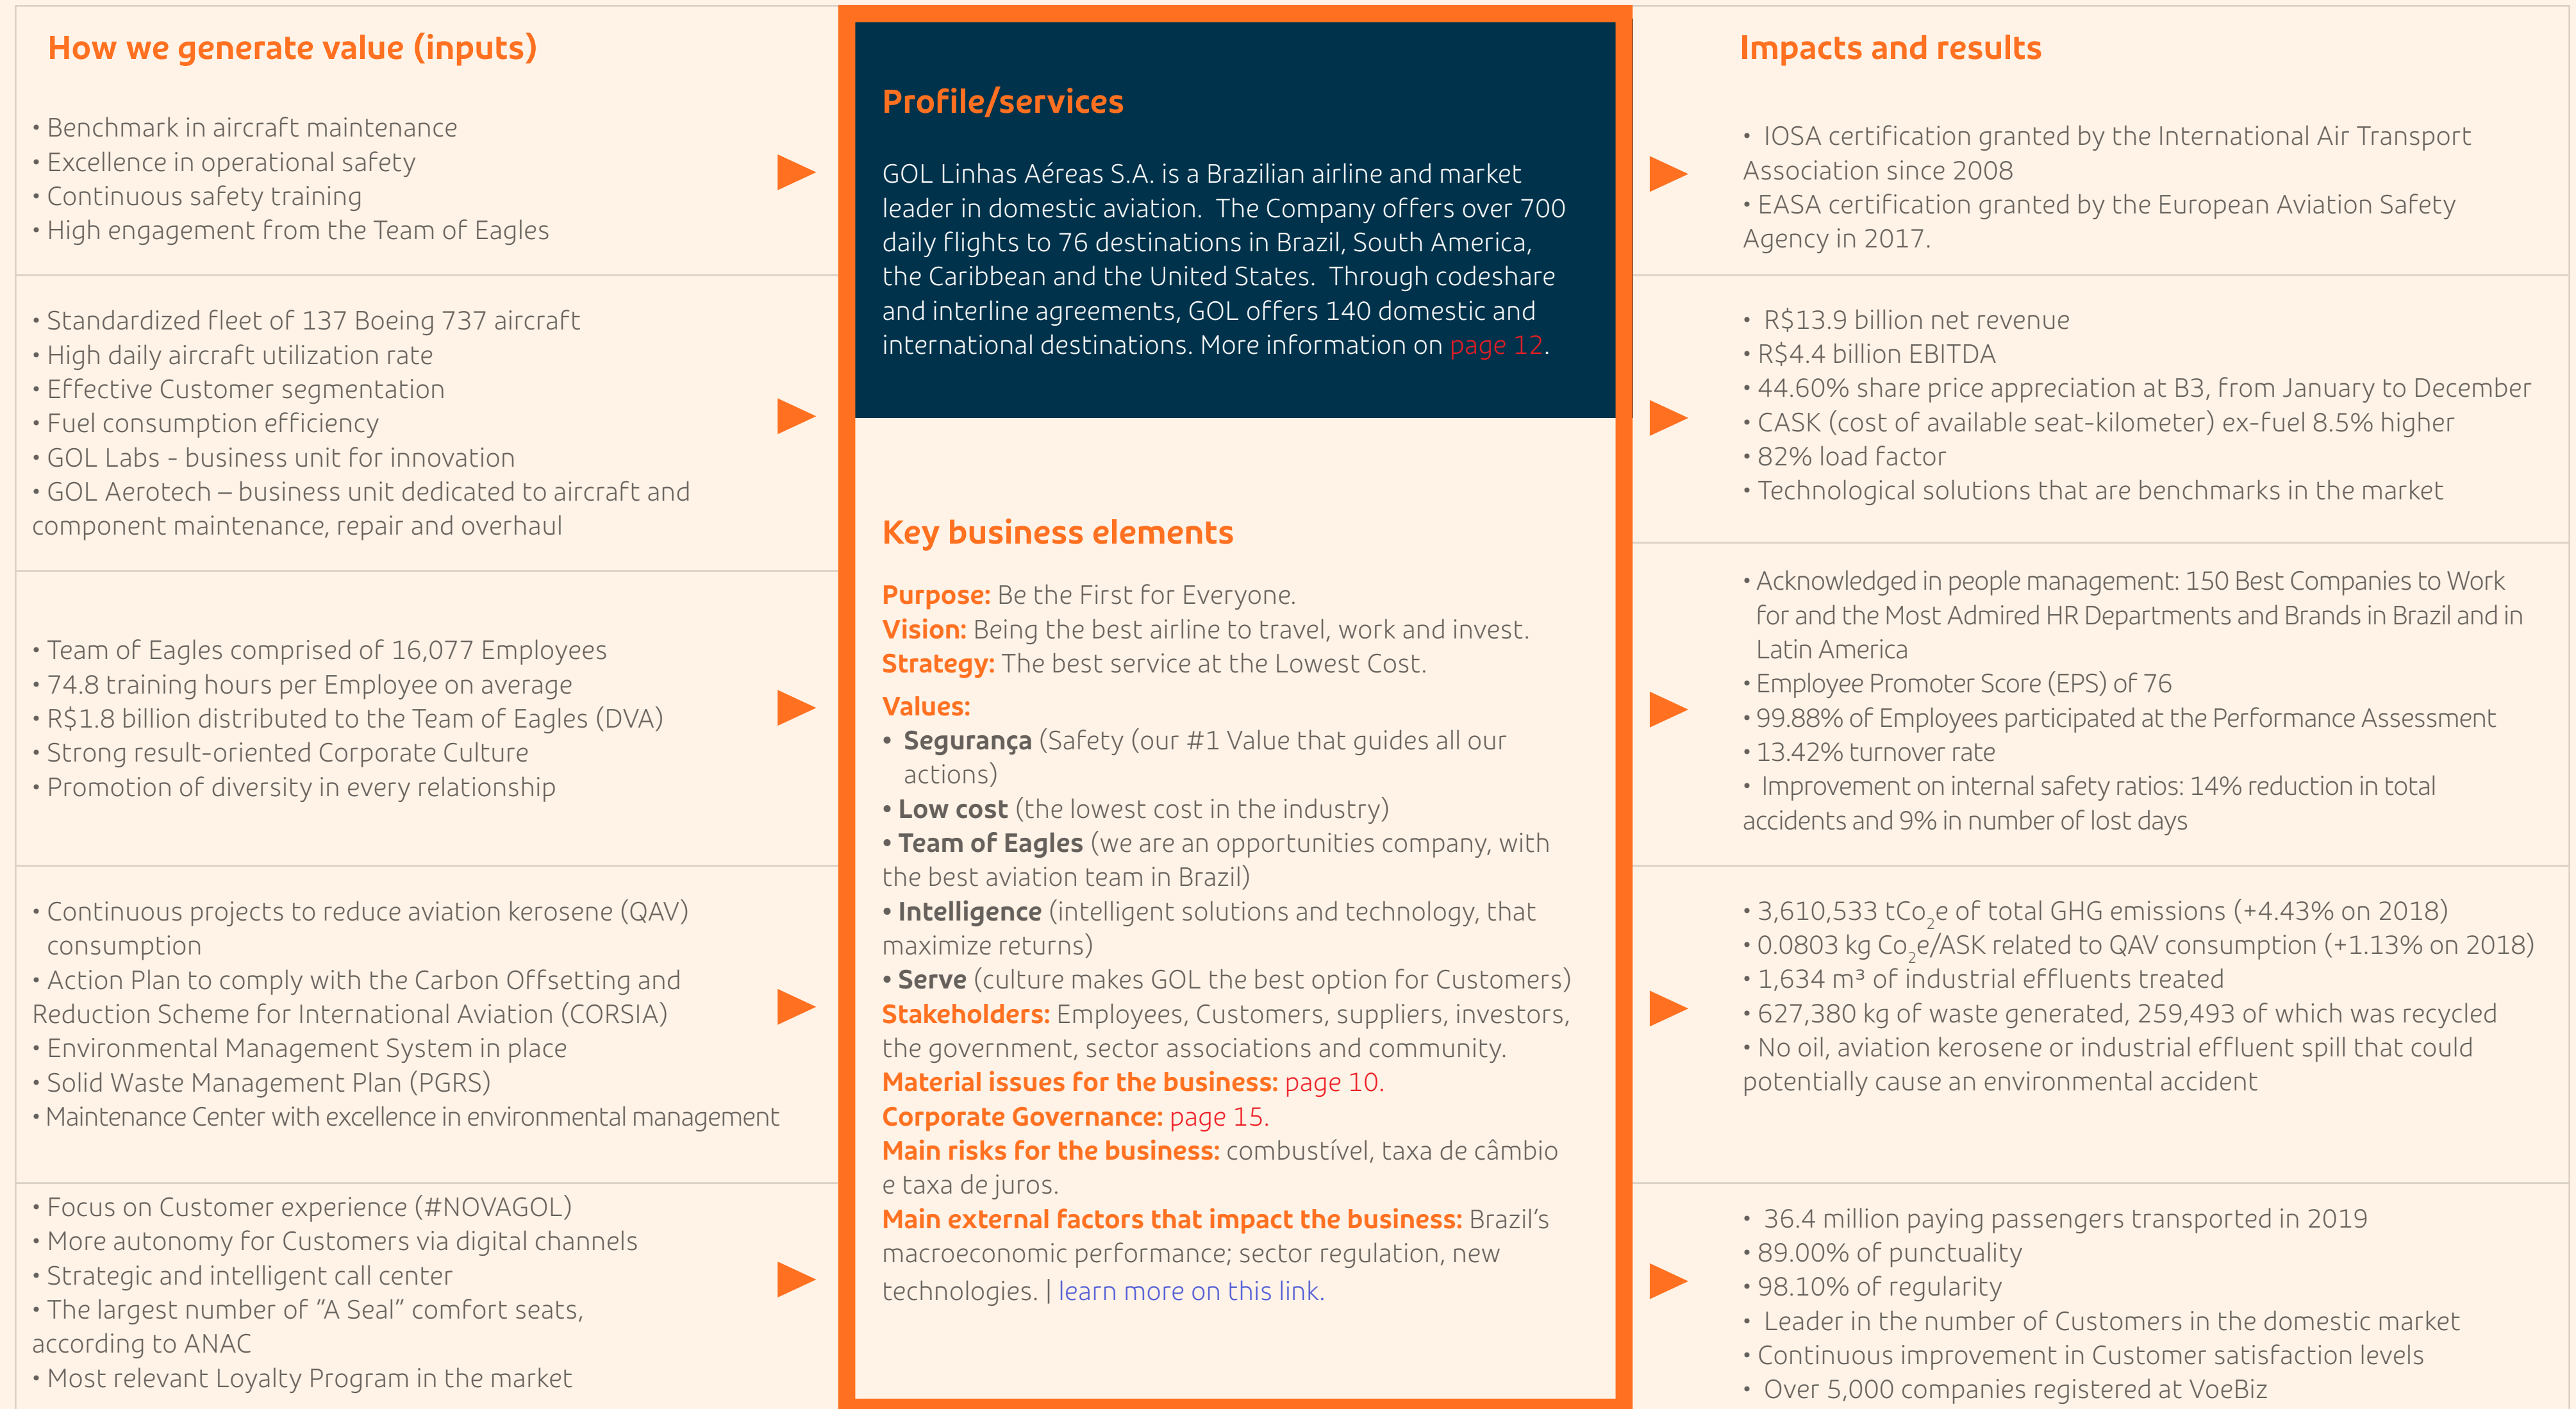 How we generate value (inputs)
• Benchmark in aircraft maintenance
• Excellence in operational safety
• Continuous safety training
• High engagement from the Team of Eagles
• Standardized fleet of 137 Boeing 737 aircraft
• High daily aircraft utilization rate
• Effective Customer segmentation
• Fuel consumption efficiency
• GOL Labs - business unit for innovation
• GOL Aerotech – business unit dedicated to aircraft and
component maintenance, repair and overhaul
• Team of Eagles comprised of 16,077 Employees
• 74.8 training hours per Employee on average
• R$1.8 billion distributed to the Team of Eagles (DVA)
• Strong result-oriented Corporate Culture
• Promotion of diversity in every relationship
• Continuous projects to reduce aviation kerosene (QAV)
consumption
• Action Plan to comply with the Carbon Offsetting and
Reduction Scheme for International Aviation (CORSIA)
• Environmental Management System in place
• Solid Waste Management Plan (PGRS)
• Maintenance Center with excellence in environmental management
• Focus on Customer experience (#NOVAGOL)
• More autonomy for Customers via digital channels
• Strategic and intelligent call center
• The largest number of “A Seal” comfort seats,
according to ANAC
• Most relevant Loyalty Program in the market
Profile/services
GOL Linhas Aéreas S.A. is a Brazilian airline and market
leader in domestic aviation. The Company offers over 700
daily flights to 76 destinations in Brazil, South America,
the Caribbean and the United States. Through codeshare
and interline agreements, GOL offers 140 domestic and
international destinations. More information on page 12.
Key business elements
Purpose: Be the First for Everyone.
Vision: Being the best airline to travel, work and invest.
Strategy: The best service at the Lowest Cost.
Values:
• Segurança (Safety (our #1 Value that guides all our
actions)
• Low cost (the lowest cost in the industry)
• Team of Eagles (we are an opportunities company, with
the best aviation team in Brazil)
• Intelligence (intelligent solutions and technology, that
maximize returns)
• Serve (culture makes GOL the best option for Customers)
Stakeholders: Employees, Customers, suppliers, investors,
the government, sector associations and community.
Material issues for the business: page 10.
Corporate Governance: page 15.
Main risks for the business: combustível, taxa de câmbio
e taxa de juros.
Main external factors that impact the business: Brazil’s
macroeconomic performance; sector regulation, new
technologies. | learn more on this link.
Impacts and results
• IOSA certification granted by the International Air Transport
Association since 2008
• EASA certification granted by the European Aviation Safety
Agency in 2017.
• R$13.9 billion net revenue
• R$4.4 billion EBITDA
• 44.60% share price appreciation at B3, from January to December
• CASK (cost of available seat-kilometer) ex-fuel 8.5% higher
• 82% load factor
• Technological solutions that are benchmarks in the market
• Acknowledged in people management: 150 Best Companies to Work
for and the Most Admired HR Departments and Brands in Brazil and in
Latin America
• Employee Promoter Score (EPS) of 76
• 99.88% of Employees participated at the Performance Assessment
• 13.42% turnover rate
• Improvement on internal safety ratios: 14% reduction in total
accidents and 9% in number of lost days
• 3,610,533 tCo₂e of total GHG emissions (+4.43% on 2018)
• 0.0803 kg Co₂e/ASK related to QAV consumption (+1.13% on 2018)
• 1,634 m³ of industrial effluents treated
• 627,380 kg of waste generated, 259,493 of which was recycled
• No oil, aviation kerosene or industrial effluent spill that could
potentially cause an environmental accident
• 36.4 million paying passengers transported in 2019
• 89.00% of punctuality
• 98.10% of regularity
• Leader in the number of Customers in the domestic market
• Continuous improvement in Customer satisfaction levels
• Over 5,000 companies registered at VoeBiz